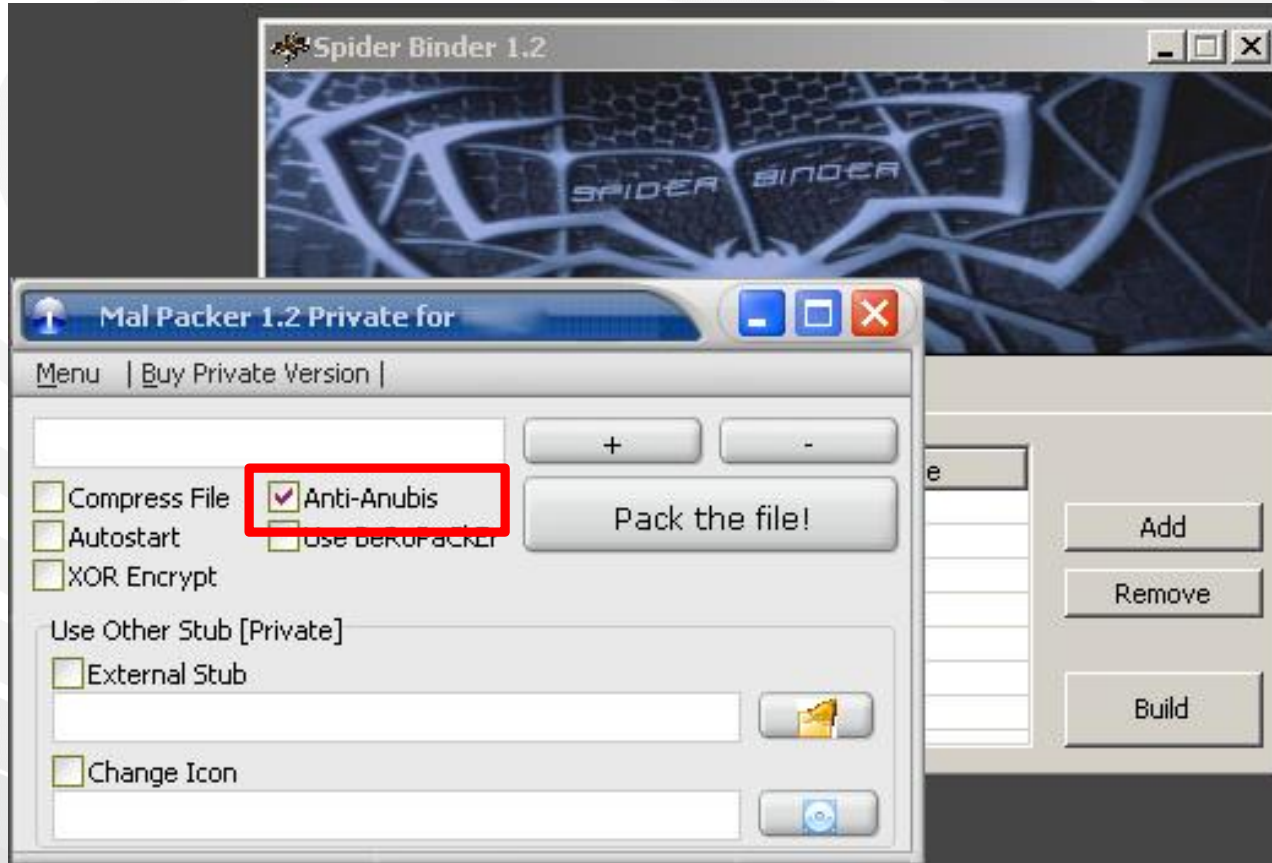 Spider Binder 1.2
SPIDER BINDER
Mal Packer 1.2 Private for
Menu | Buy Private Version |
+ -
Compress File Anti-Anubis
Pack the file!
Autostart Use
XOR Encrypt
e
Add
Remove
Build
Use Other Stub [Private]
External Stub
Change Icon